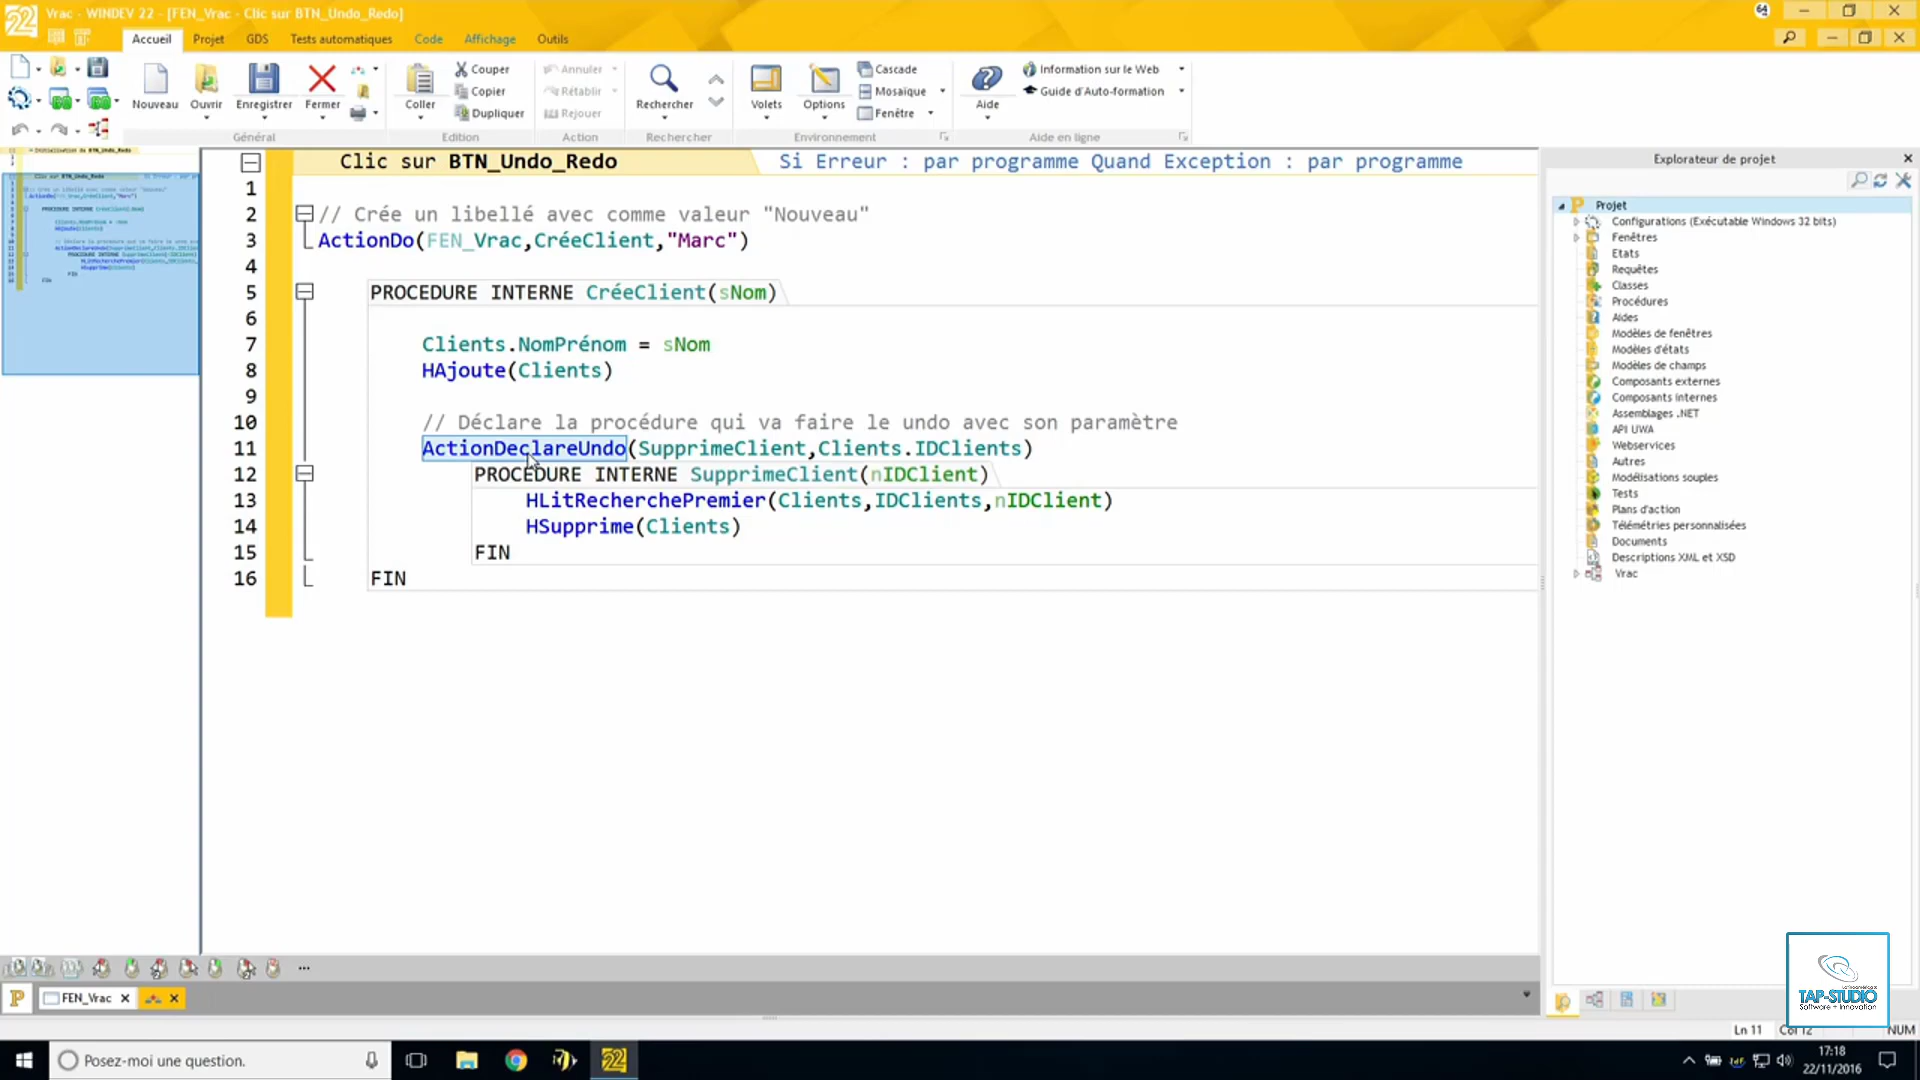 22 Vrac - WINDEV 22 - [FEN_Vrac - Clic sur BTN_Undo_Redo]
64
Accueil Projet GDS Tests automatiques Code Affichage Outils
Nouveau Ouvrir Enregistrer Fermer
Coller Couper Copier Dupliquer
Annuler Rétablir Rejouer
Rechercher
Volets Options Cascade Mosaïque Fenêtre
Aide Information sur le Web Guide d'Auto-formation
Général Edition Action Rechercher Environnement Aide en ligne
Clic sur BTN_Undo_Redo Si Erreur : par programme Quand Exception : par programme
1
2 // Crée un libellé avec comme valeur "Nouveau"
3 ActionDo(FEN_Vrac,CréeClient,"Marc")
4
5 PROCEDURE INTERNE CréeClient(sNom)
6
7 Clients.NomPrénom = sNom
8 HAjoute(Clients)
9
10 // Déclare la procédure qui va faire le undo avec son paramètre
11 ActionDeclareUndo(SupprimeClient,Clients.IDClients)
12 PROCEDURE INTERNE SupprimeClient(nIDClient)
13 HLitRecherchePremier(Clients,IDClients,nIDClient)
14 HSupprime(Clients)
15 FIN
16 FIN
Explorateur de projet
Projet
Configurations (Exécutable Windows 32 bits)
Fenêtres
Etats
Requêtes
Classes
Procédures
Aides
Modèles de fenêtres
Modèles d'états
Modèles de champs
Composants externes
Composants internes
Assemblages .NET
API UWA
Webservices
Autres
Modélisations souples
Tests
Plans d'action
Télémétries personnalisées
Documents
Descriptions XML et XSD
Vrac
FEN_Vrac
TAP-STUDIO
Software + Innovation
Ln 11 Col 12 NUM
Posez-moi une question.
22
17:18
22/11/2016